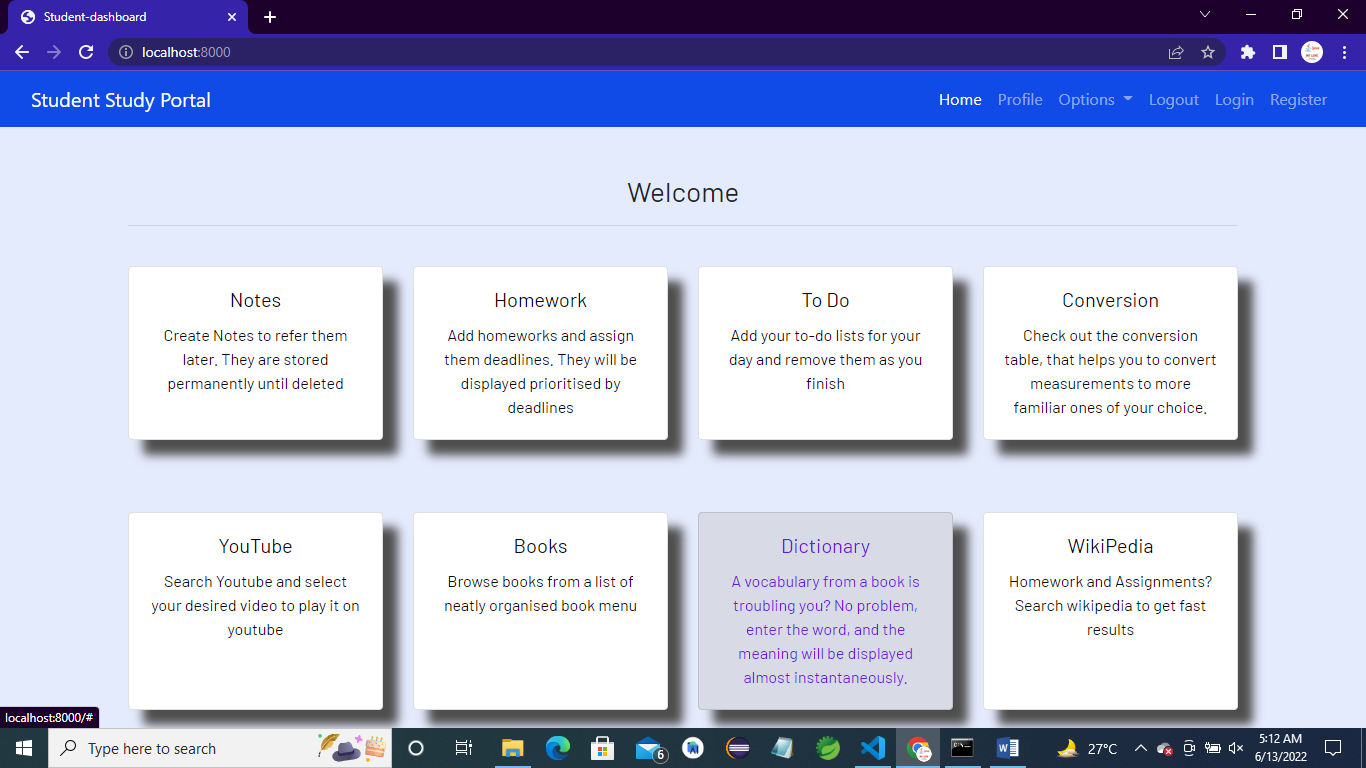 Student-dashboard
localhost:8000
Student Study Portal
Home Profile Options Logout Login Register
Welcome
Notes
Create Notes to refer them
later. They are stored
permanently until deleted
Homework
Add homeworks and assign
them deadlines. They will be
displayed prioritised by
deadlines
To Do
Add your to-do lists for your
day and remove them as you
finish
Conversion
Check out the conversion
table, that helps you to convert
measurements to more
familiar ones of your choice.
YouTube
Search Youtube and select
your desired video to play it on
youtube
Books
Browse books from a list of
neatly organised book menu
Dictionary
A vocabulary from a book is
troubling you? No problem,
enter the word, and the
meaning will be displayed
almost instantaneously.
WikiPedia
Homework and Assignments?
Search wikipedia to get fast
results
localhost:8000/#
Type here to search
6
27°C
5:12 AM
6/13/2022